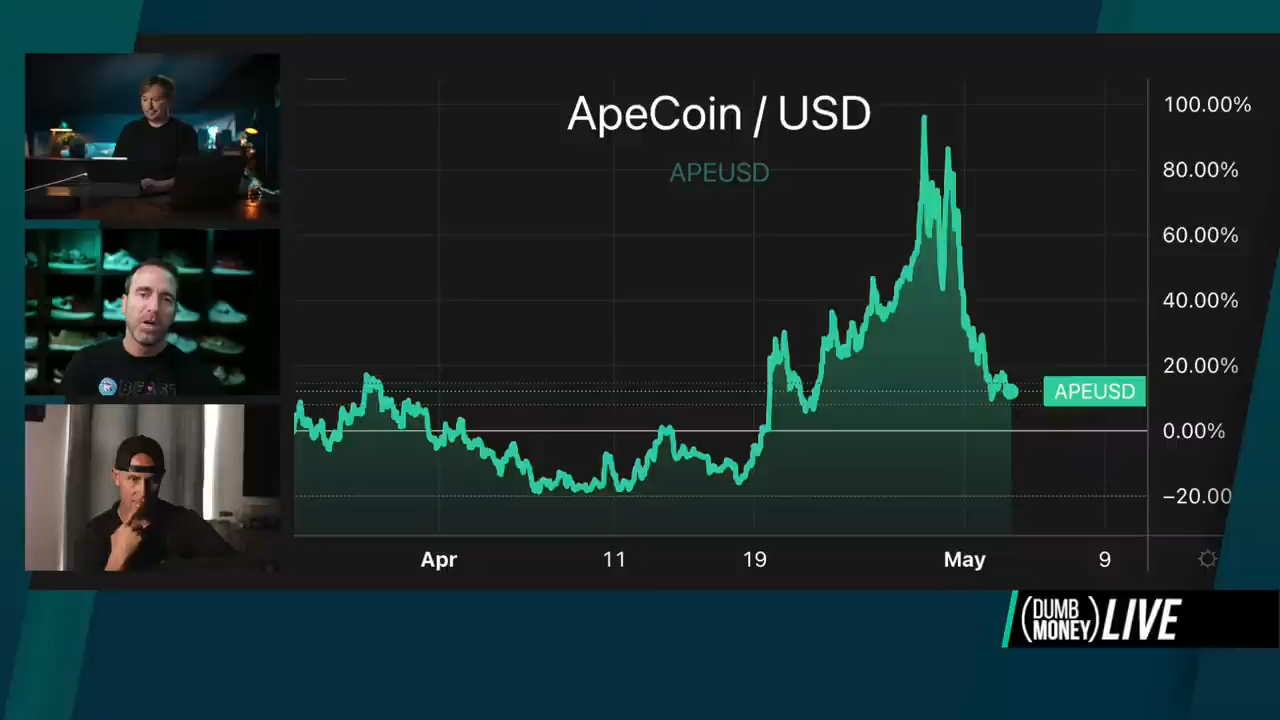 ApeCoin / USD
APEUSD
100.00%
80.00%
60.00%
40.00%
20.00%
APEUSD
0.00%
−20.00
Apr
11
19
May
9
BEAST
(DUMB MONEY) LIVE